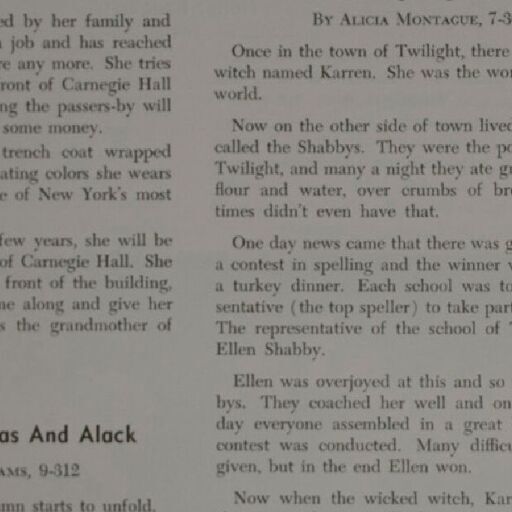 ed by her family and
job and has reached
re any more. She tries
ront of Carnegie Hall
ng the passers-by will
some money.
trench coat wrapped
ating colors she wears
e of New York's most
few years, she will be
of Carnegie Hall. She
front of the building,
ne along and give her
s the grandmother of
as And Alack
AMS, 9-312
mn starts to unfold.
BY ALICIA MONTAGUE, 7-3
Once in the town of Twilight, there
witch named Karren. She was the wor
world.
Now on the other side of town lived
called the Shabbys. They were the po
Twilight, and many a night they ate gr
flour and water, over crumbs of bre
times didn't even have that.
One day news came that there was g
a contest in spelling and the winner w
a turkey dinner. Each school was to
sentative (the top speller) to take part
The representative of the school of
Ellen Shabby.
Ellen was overjoyed at this and so
bys. They coached her well and on
day everyone assembled in a great
contest was conducted. Many difficu
given, but in the end Ellen won.
Now when the wicked witch, Kar